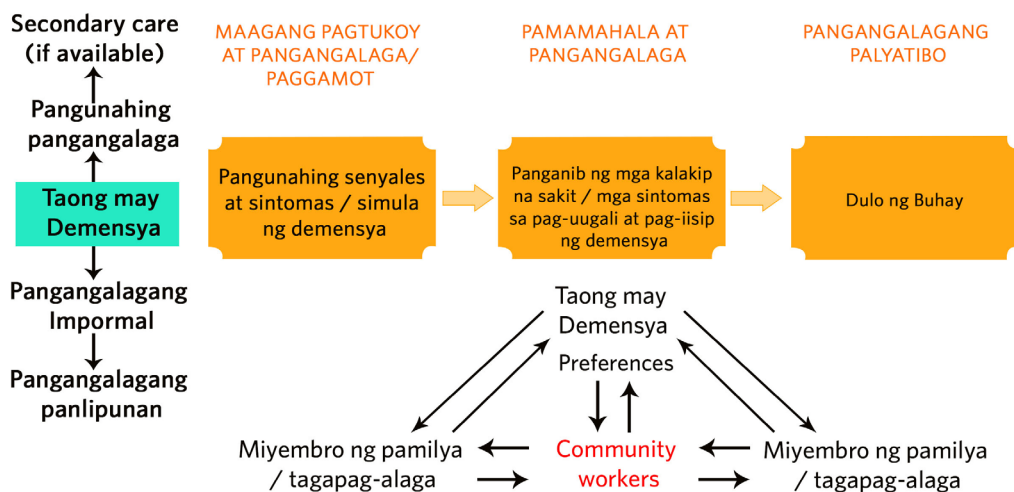 Secondary care
(if available)
Pangunahing
pangangalaga
Taong may
Demensya
Pangangalagang
Impormal
Pangangalagang
panlipunan
MAAGANG PAGTUKOY
AT PANGANGALAGA/
PAGGAMOT
PAMAMAHALA AT
PANGANGALAGA
PANGANGALAGANG
PALYATIBO
Pangunahing senyales
at sintomas / simula
ng demensya
Panganib ng mga kalakip
na sakit / mga sintomas
sa pag-uugali at pag-iisip
ng demensya
Dulo ng Buhay
Taong may
Demensya
Preferences
Miyembro ng pamilya
/ tagapag-alaga
Community
workers
Miyembro ng pamilya
/ tagapag-alaga